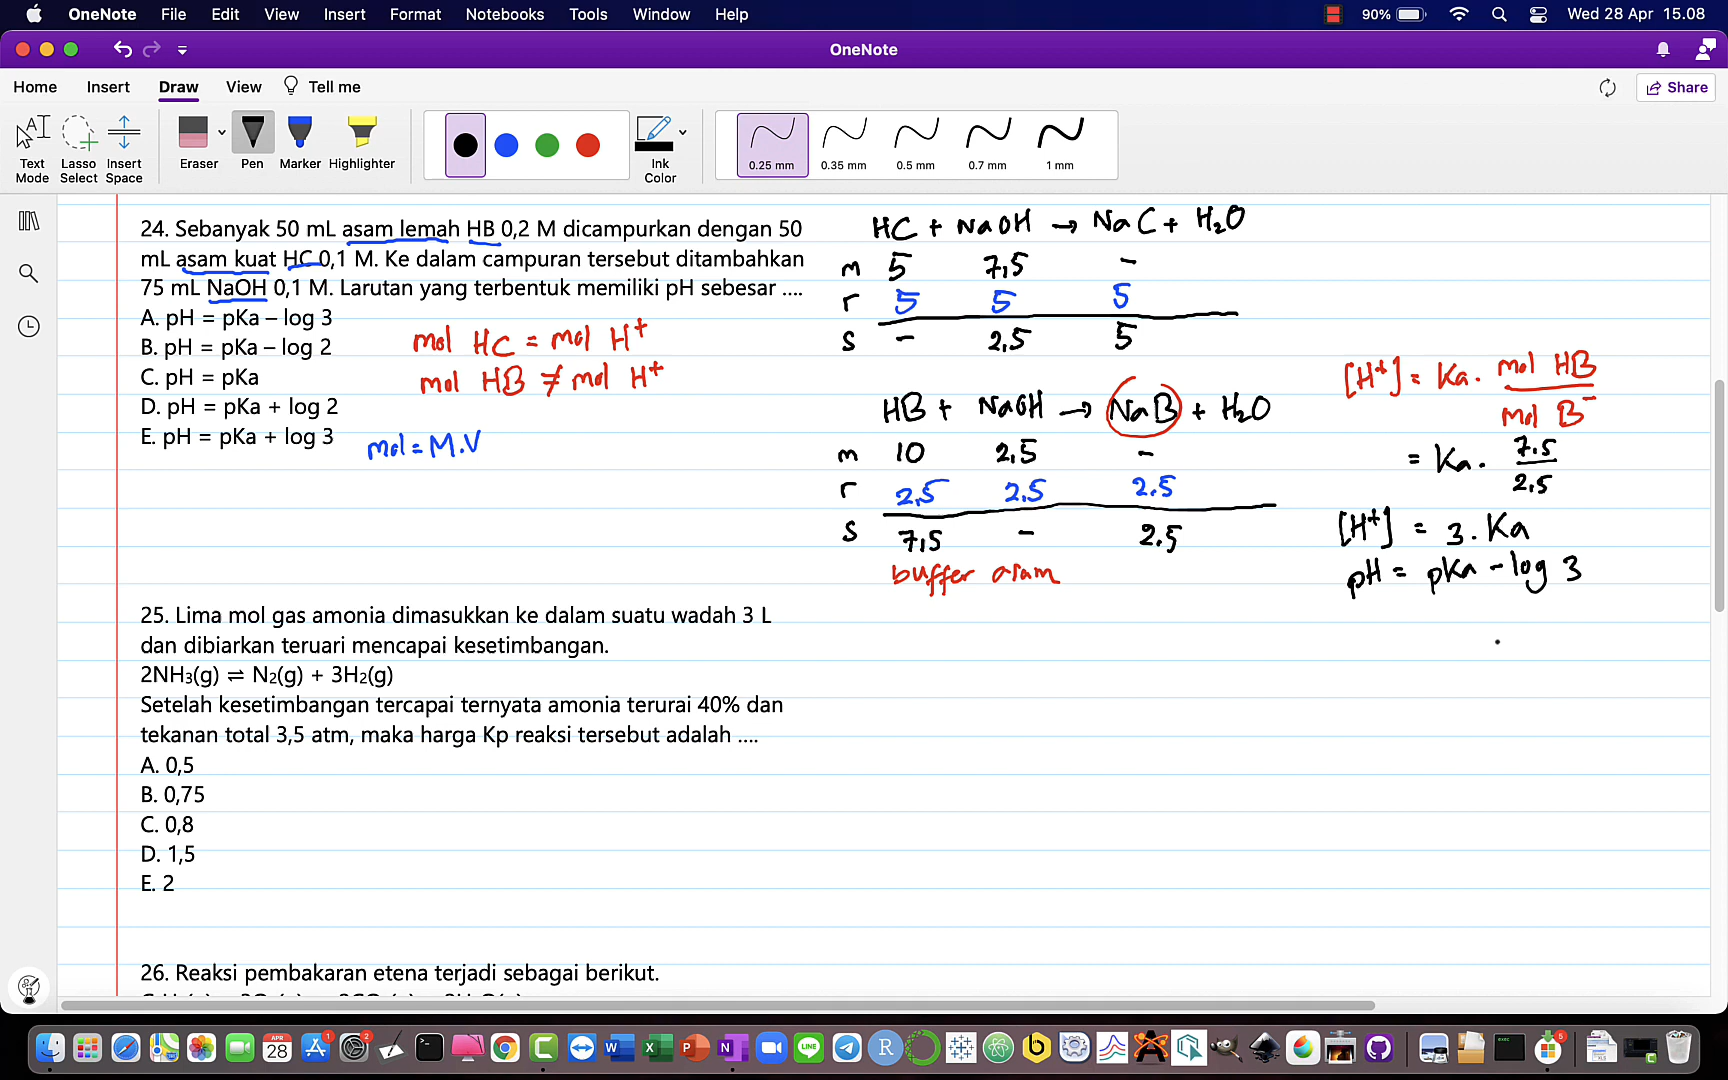 OneNote File Edit View Insert Format Notebooks Tools Window Help 90% Wed 28 Apr 15.08
OneNote
Home Insert Draw View Tell me Share
Text Mode Lasso Select Insert Space Eraser Pen Marker Highlighter Ink Color 0.25 mm 0.35 mm 0.5 mm 0.7 mm 1 mm
24. Sebanyak 50 mL asam lemah HB 0,2 M dicampurkan dengan 50
mL asam kuat HC 0,1 M. Ke dalam campuran tersebut ditambahkan
75 mL NaOH 0,1 M. Larutan yang terbentuk memiliki pH sebesar ....
A. pH = pKa – log 3
B. pH = pKa – log 2
C. pH = pKa
D. pH = pKa + log 2
E. pH = pKa + log 3
mol HC = mol H⁺
mol HB ≠ mol H⁺
mol = M.V
HC + NaOH → NaC + H₂O
m 5 7,5 -
r 5 5 5
s - 2,5 5
HB + NaOH → NaB + H₂O
m 10 2,5 -
r 2,5 2,5 2,5
s 7,5 - 2,5
buffer asam
[H⁺] = Ka . mol HB
mol B⁻
= Ka . 7.5
2.5
[H⁺] = 3 . Ka
pH = pKa - log 3
25. Lima mol gas amonia dimasukkan ke dalam suatu wadah 3 L
dan dibiarkan teruari mencapai kesetimbangan.
2NH₃(g) ⇌ N₂(g) + 3H₂(g)
Setelah kesetimbangan tercapai ternyata amonia terurai 40% dan
tekanan total 3,5 atm, maka harga Kp reaksi tersebut adalah ....
A. 0,5
B. 0,75
C. 0,8
D. 1,5
E. 2
26. Reaksi pembakaran etena terjadi sebagai berikut.